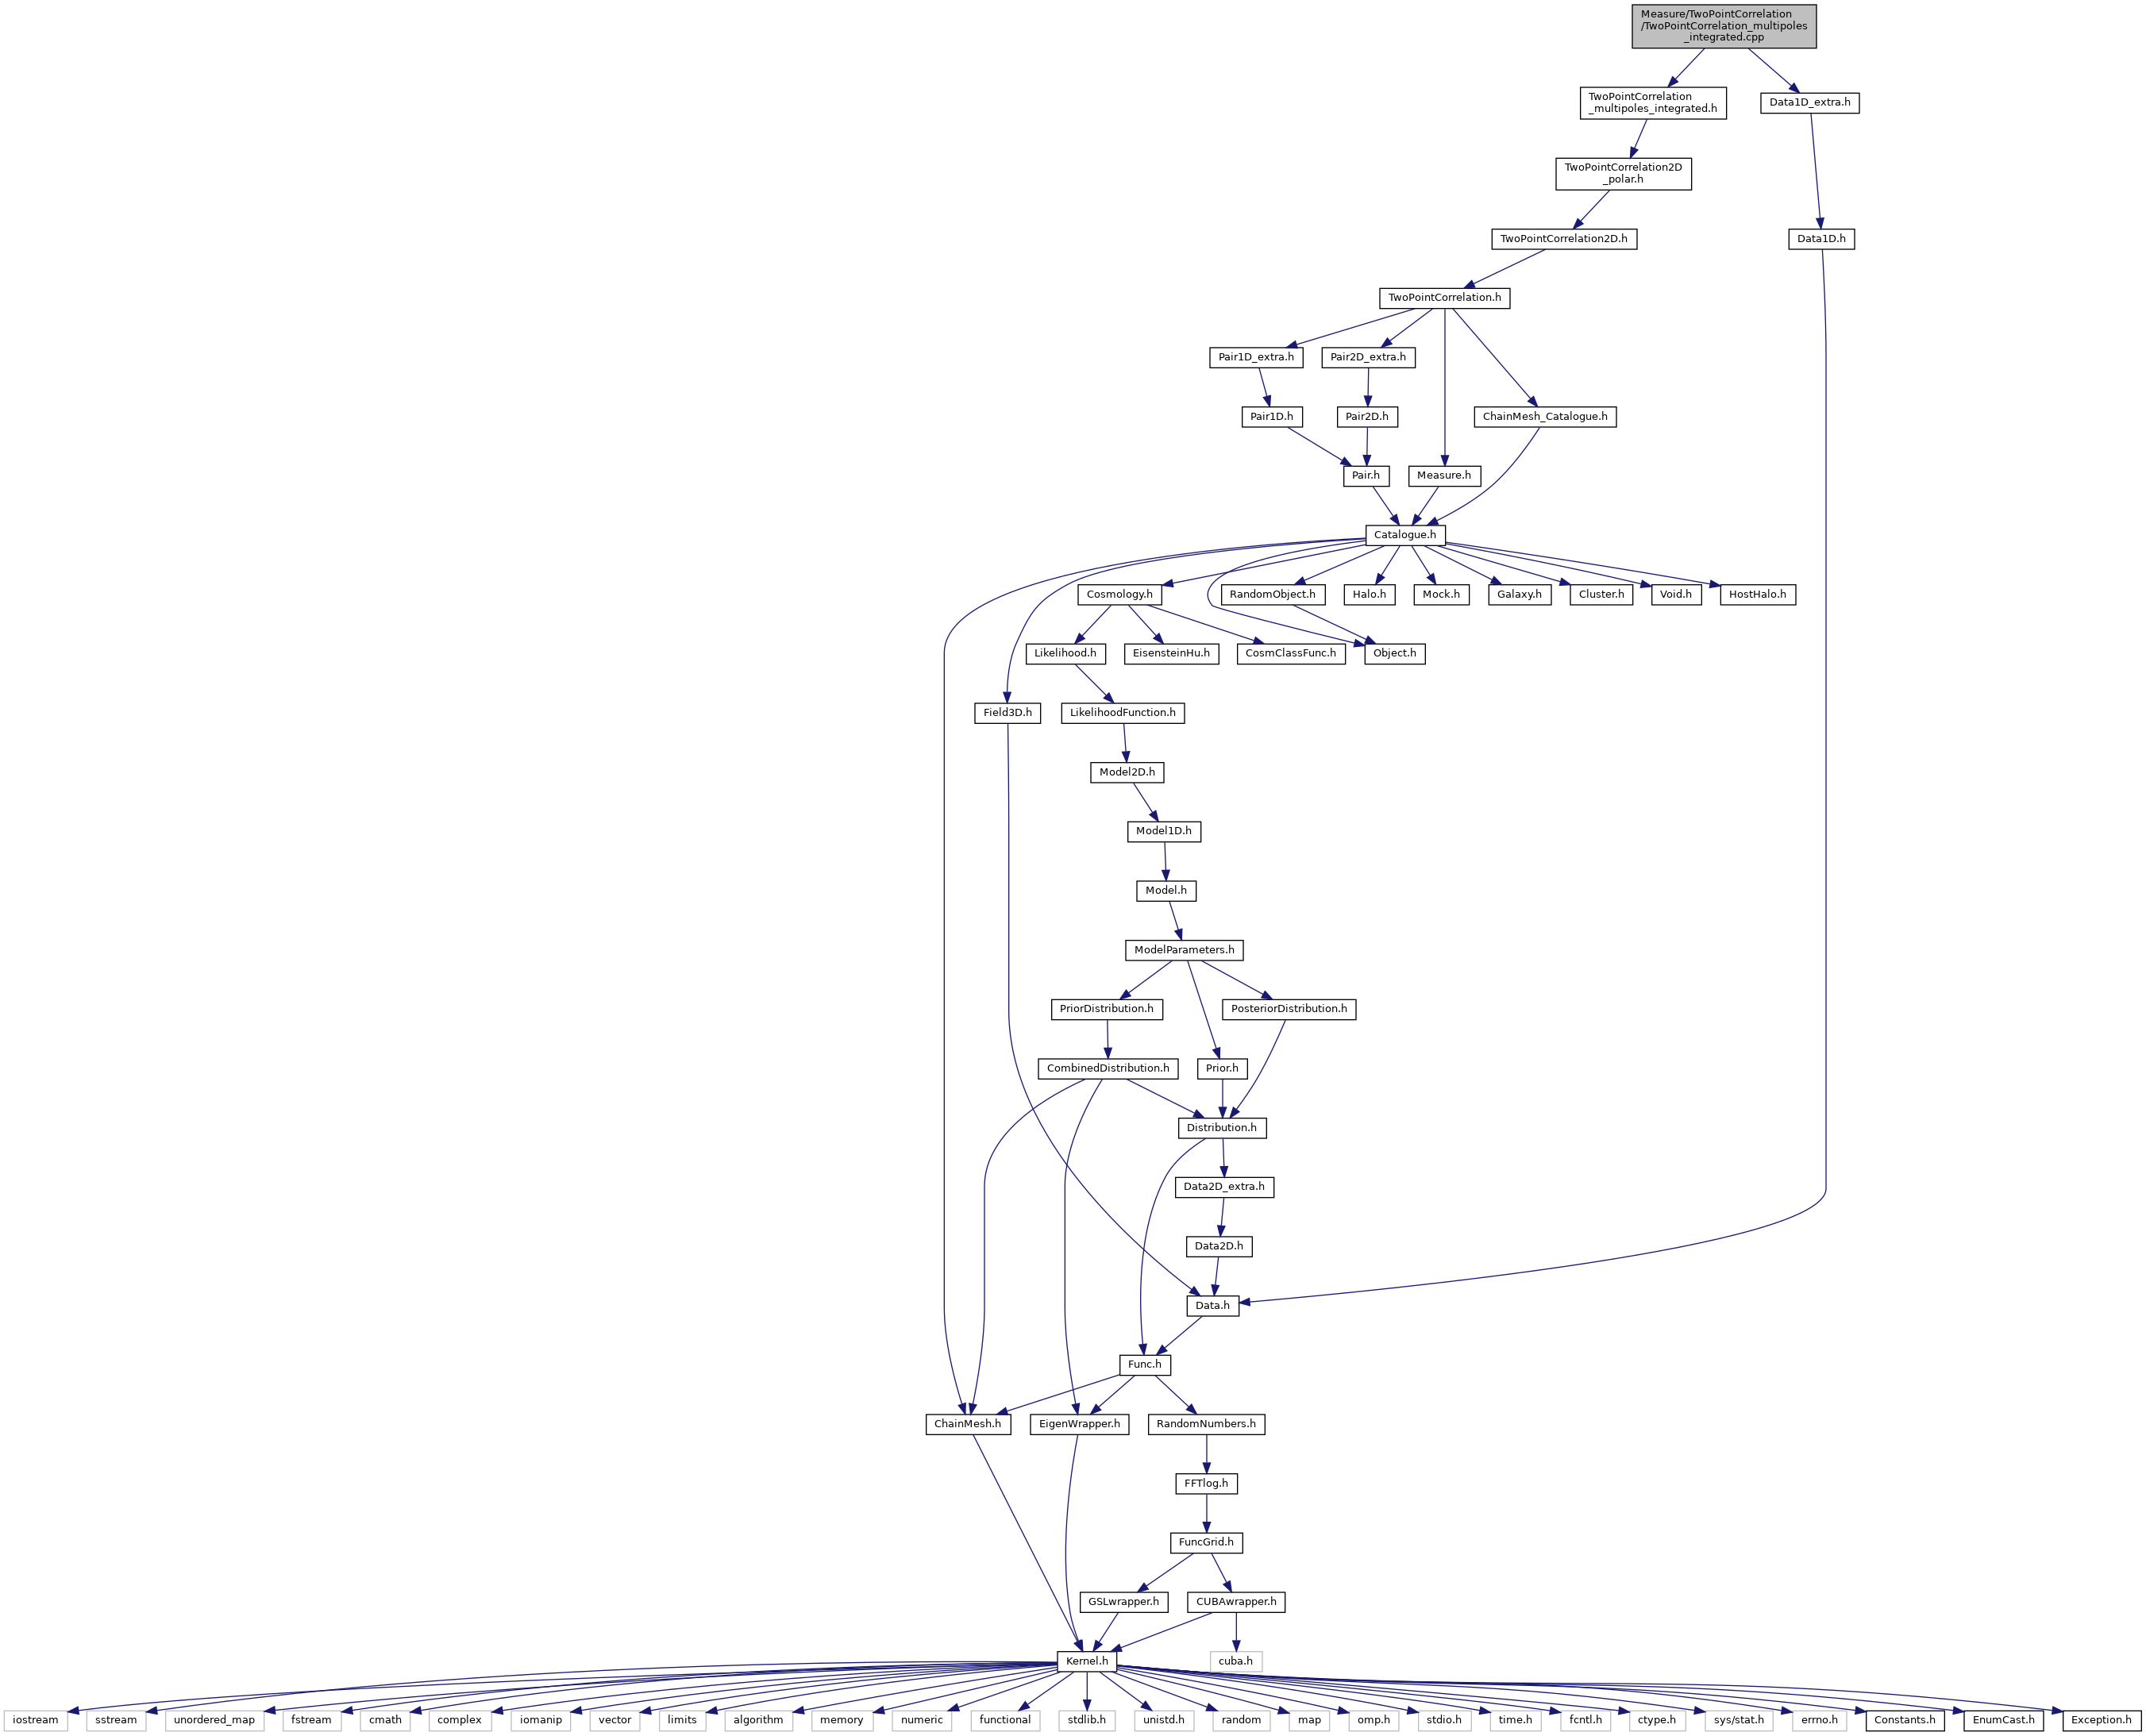 Measure/TwoPointCorrelation
/TwoPointCorrelation_multipoles
_integrated.cpp
TwoPointCorrelation
_multipoles_integrated.h
Data1D_extra.h
TwoPointCorrelation2D
_polar.h
TwoPointCorrelation2D.h
Data1D.h
TwoPointCorrelation.h
Pair1D_extra.h
Pair2D_extra.h
Pair1D.h
Pair2D.h
ChainMesh_Catalogue.h
Pair.h
Measure.h
Catalogue.h
Cosmology.h
RandomObject.h
Halo.h
Mock.h
Galaxy.h
Cluster.h
Void.h
HostHalo.h
Likelihood.h
EisensteinHu.h
CosmClassFunc.h
Object.h
Field3D.h
LikelihoodFunction.h
Model2D.h
Model1D.h
Model.h
ModelParameters.h
PriorDistribution.h
PosteriorDistribution.h
CombinedDistribution.h
Prior.h
Distribution.h
Data2D_extra.h
Data2D.h
Data.h
Func.h
ChainMesh.h
EigenWrapper.h
RandomNumbers.h
FFTlog.h
FuncGrid.h
GSLwrapper.h
CUBAwrapper.h
Kernel.h
cuba.h
iostream
sstream
unordered_map
fstream
cmath
complex
iomanip
vector
limits
algorithm
memory
numeric
functional
stdlib.h
unistd.h
random
map
omp.h
stdio.h
time.h
fcntl.h
ctype.h
sys/stat.h
errno.h
Constants.h
EnumCast.h
Exception.h